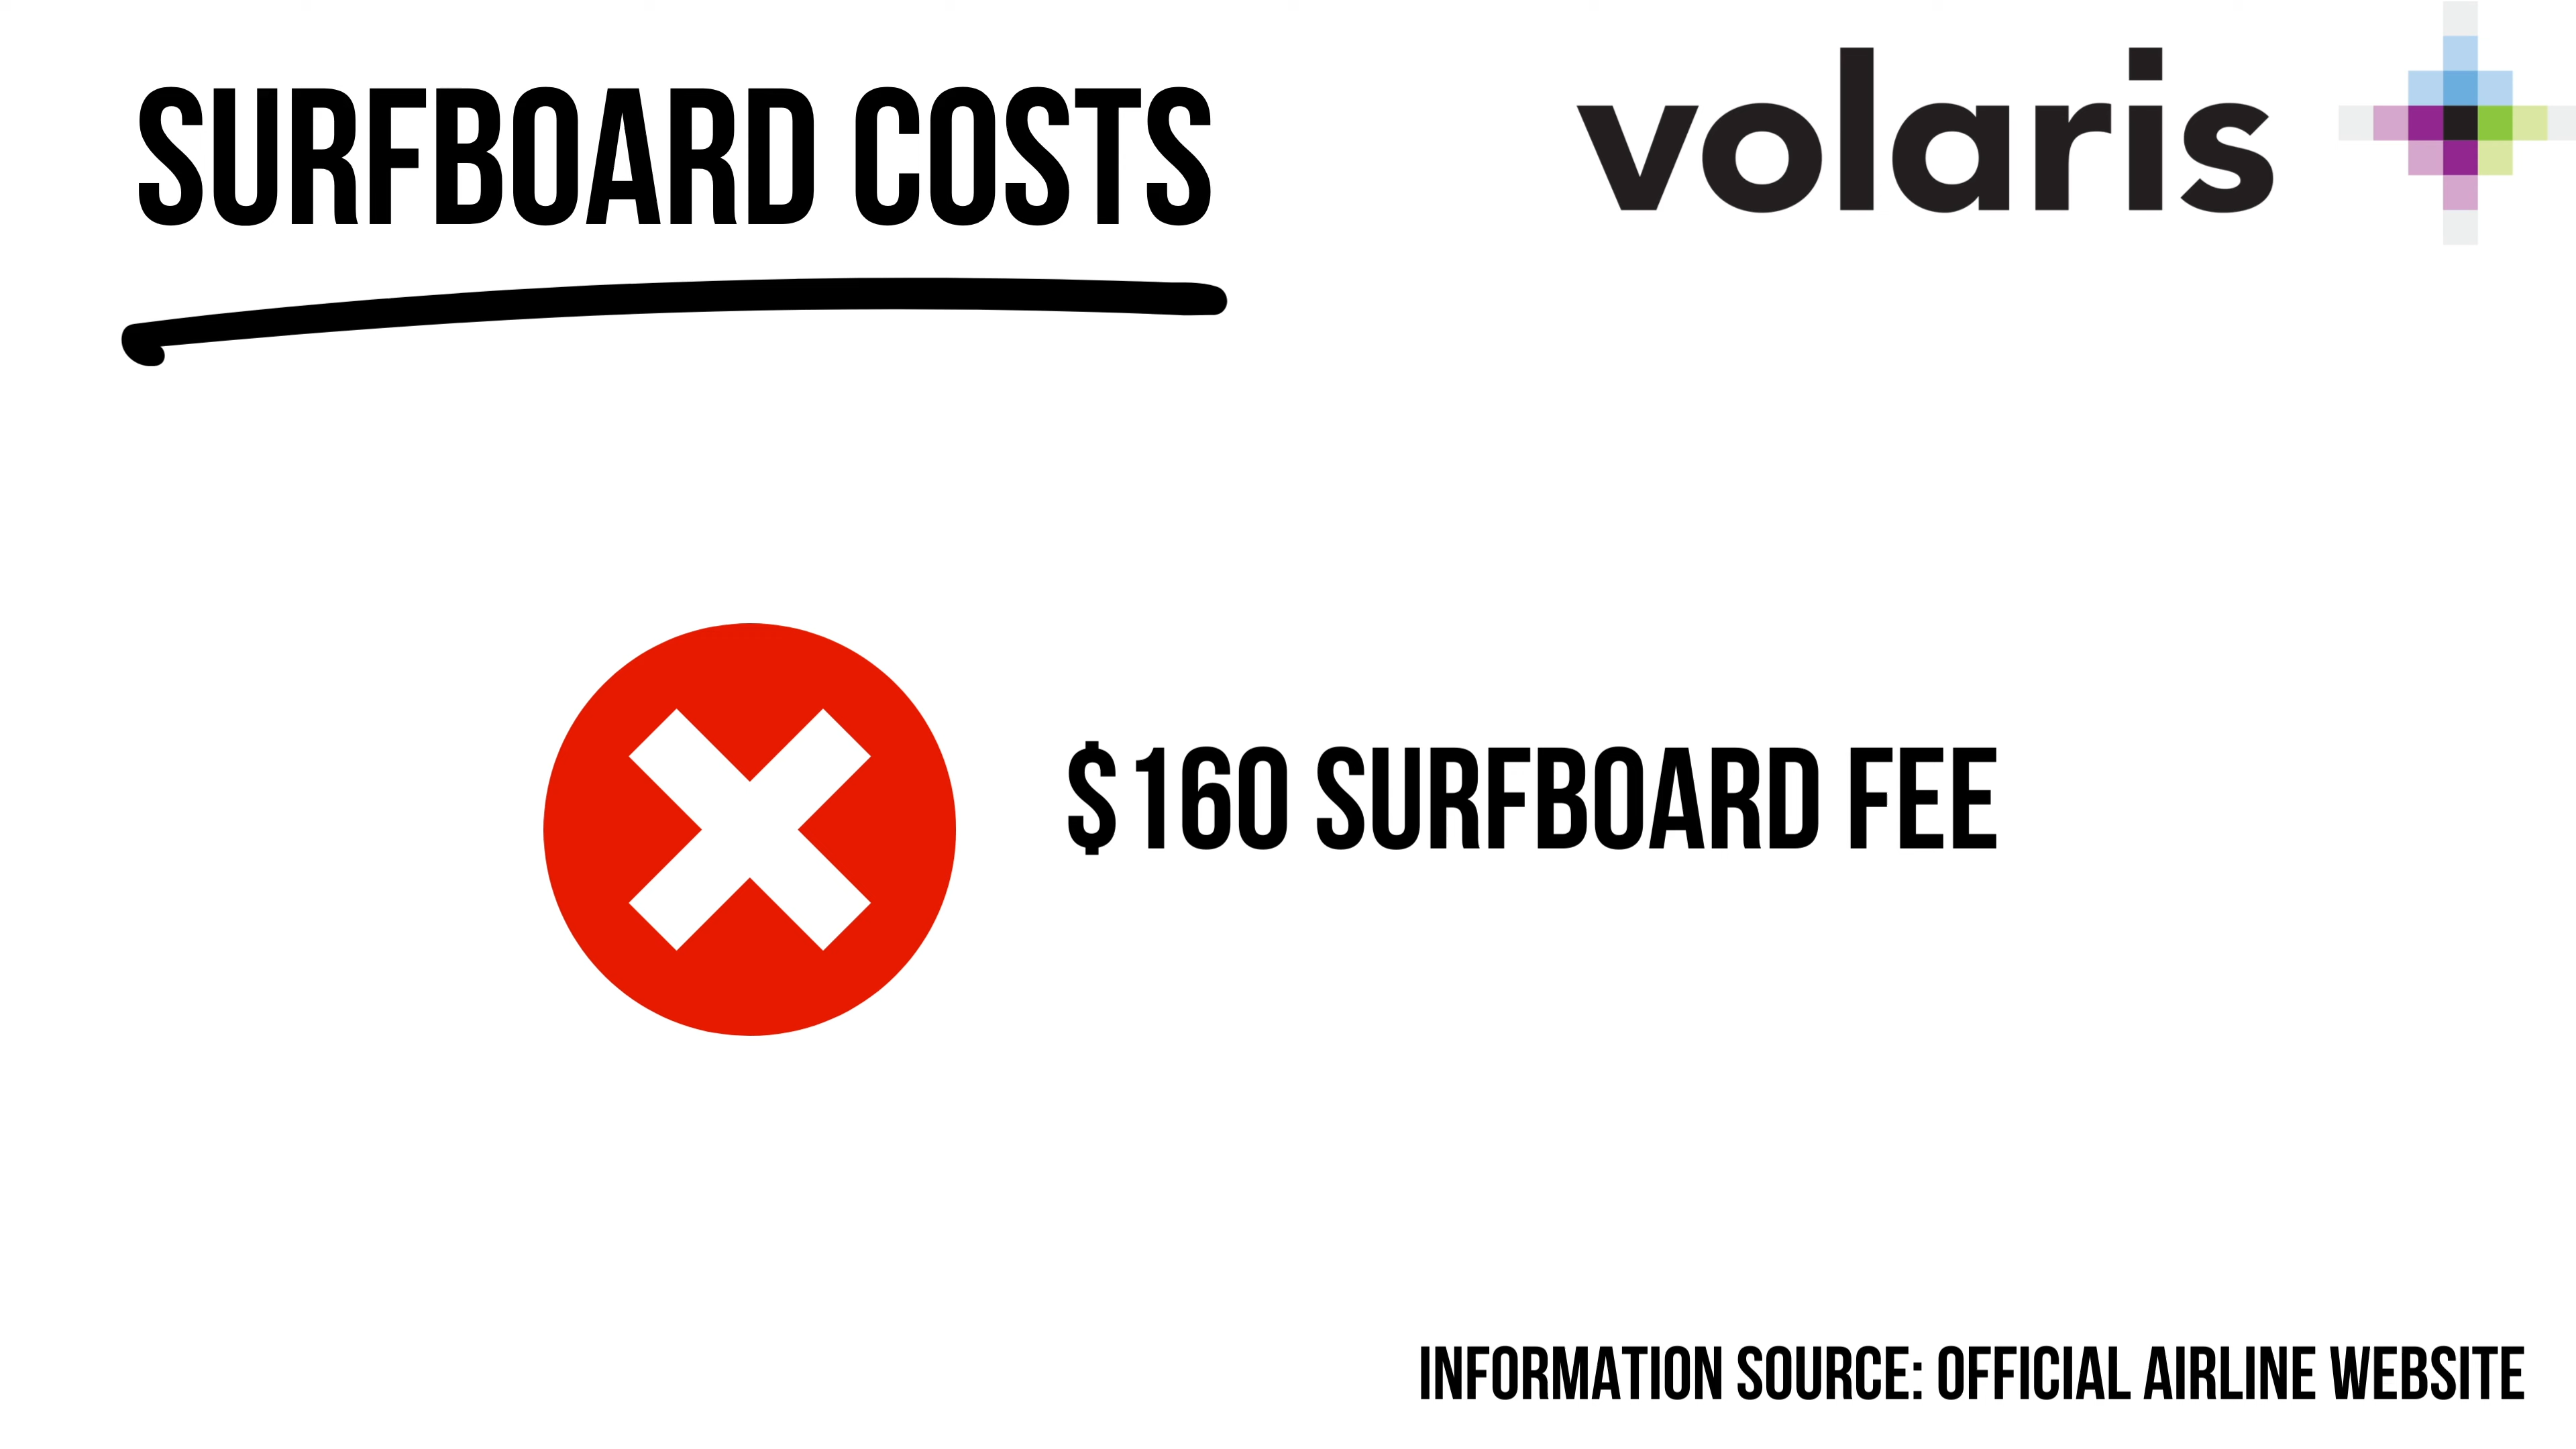 SURFBOARD COSTS
volaris
$160 SURFBOARD FEE
INFORMATION SOURCE: OFFICIAL AIRLINE WEBSITE